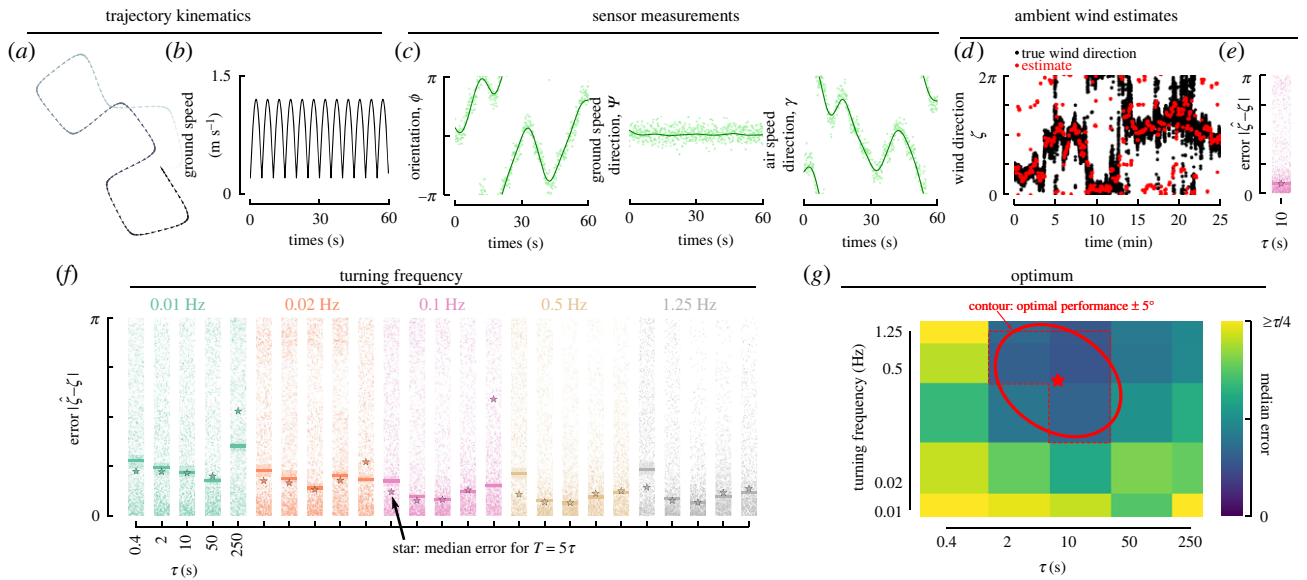 trajectory kinematics
sensor measurements
ambient wind estimates
(a)
(b)
(c)
(d)
(e)
1.5
0
ground speed
(m s⁻¹)
0
30
60
times (s)
π
−π
orientation, ϕ
0
30
60
times (s)
ground speed
direction, Ψ
0
30
60
times (s)
air speed
direction, γ
0
30
60
times (s)
true wind direction
estimate
2π
0
wind direction
ζ
0
5
10
15
20
25
time (min)
π
0
error |ζ̂−ζ|
10
τ (s)
(f)
turning frequency
0.01 Hz
0.02 Hz
0.1 Hz
0.5 Hz
1.25 Hz
π
0
error |ζ̂−ζ|
0.4
2
10
50
250
τ (s)
star: median error for T = 5τ
(g)
optimum
contour: optimal performance ± 5°
1.25
0.5
0.02
0.01
turning frequency (Hz)
0.4
2
10
50
250
τ (s)
≥τ/4
0
median error